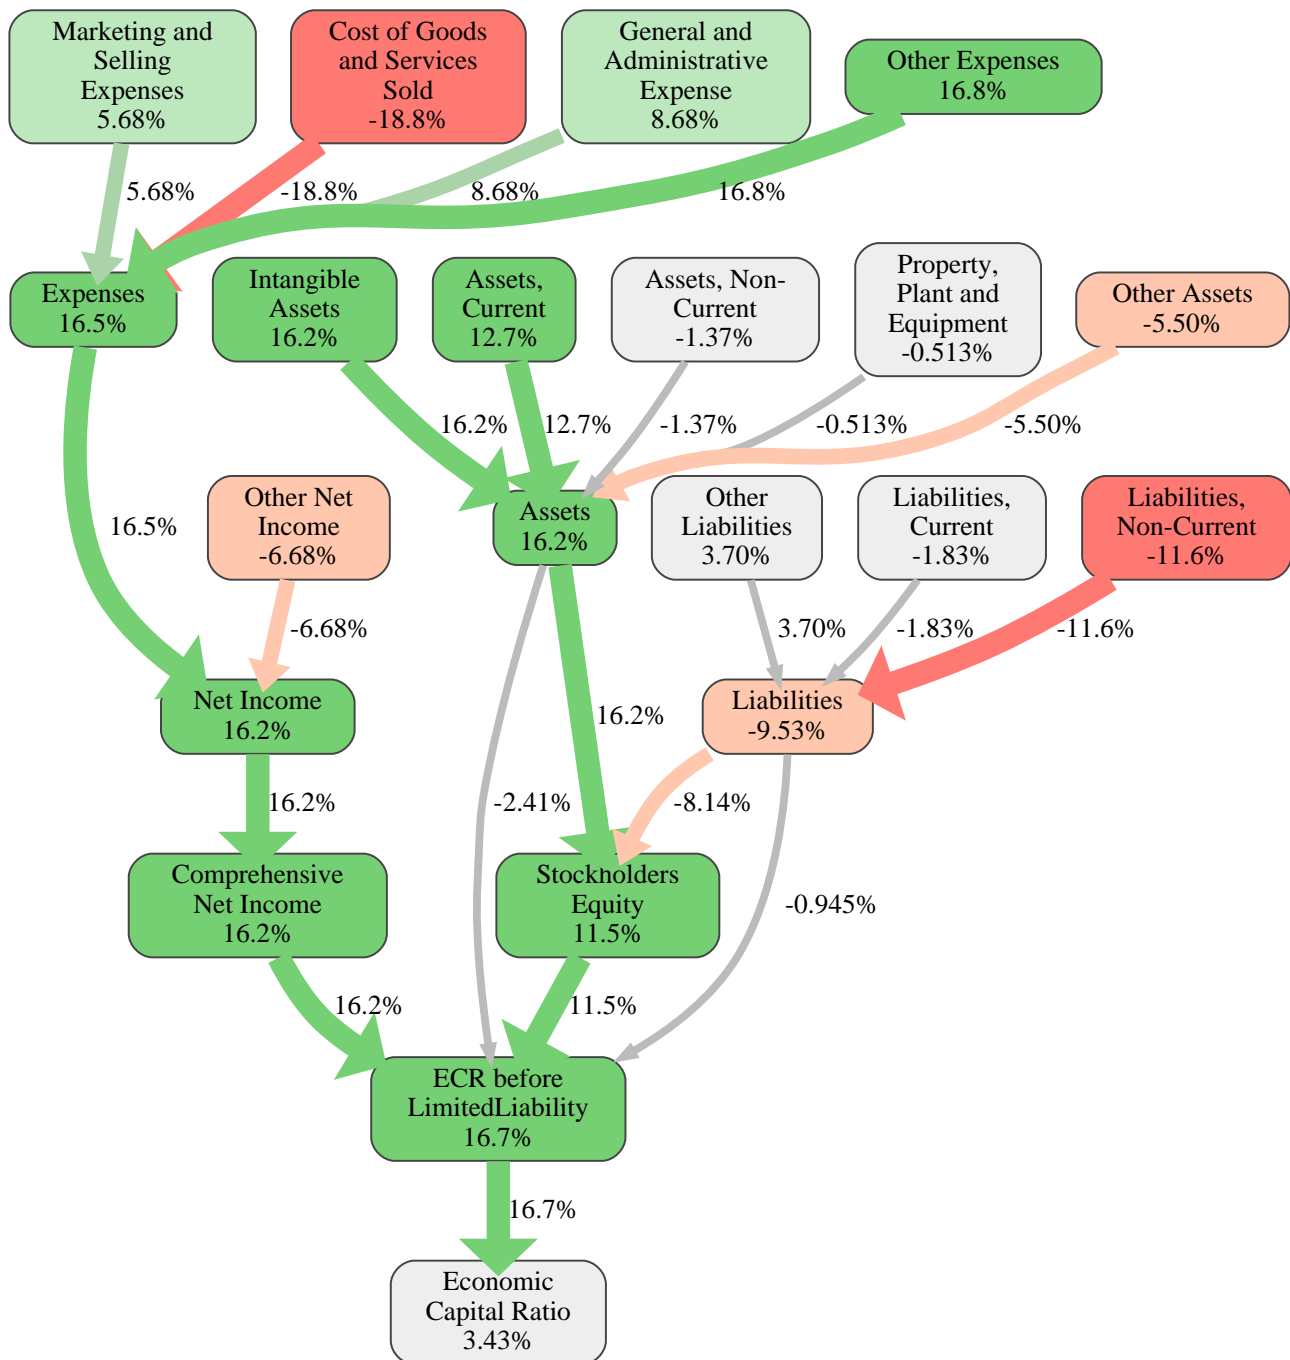 Marketing and
Selling
Expenses
5.68%
Cost of Goods
and Services
Sold
-18.8%
General and
Administrative
Expense
8.68%
Other Expenses
16.8%
5.68%
-18.8%
8.68%
16.8%
Expenses
16.5%
Intangible
Assets
16.2%
Assets,
Current
12.7%
Assets, Non-
Current
-1.37%
Property,
Plant and
Equipment
-0.513%
Other Assets
-5.50%
16.2%
12.7%
-1.37%
-0.513%
-5.50%
16.5%
Other Net
Income
-6.68%
Assets
16.2%
Other
Liabilities
3.70%
Liabilities,
Current
-1.83%
Liabilities,
Non-Current
-11.6%
-6.68%
3.70%
-1.83%
-11.6%
Net Income
16.2%
16.2%
Liabilities
-9.53%
16.2%
-2.41%
-8.14%
Comprehensive
Net Income
16.2%
Stockholders
Equity
11.5%
-0.945%
16.2%
11.5%
ECR before
LimitedLiability
16.7%
16.7%
Economic
Capital Ratio
3.43%